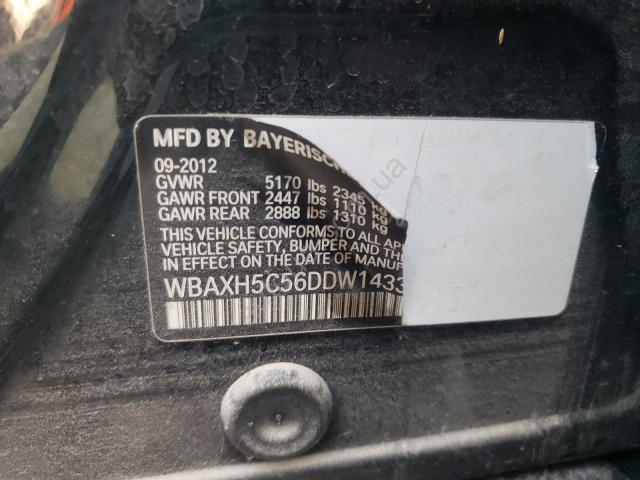 MFD BY BAYERISCH
09-2012
GVWR 5170 lbs 2345 kg
GAWR FRONT 2447 lbs 1110 kg
GAWR REAR 2888 lbs 1310 kg
THIS VEHICLE CONFORMS TO ALL APP
VEHICLE SAFETY, BUMPER AND THE
IN EFFECT ON THE DATE OF MANUF
WBAXH5C56DDW1433